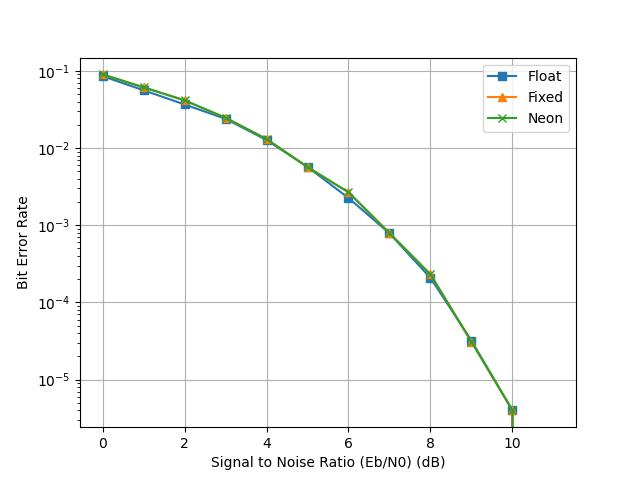 Float
Fixed
Neon
10⁻¹
10⁻²
10⁻³
10⁻⁴
10⁻⁵
Bit Error Rate
0 2 4 6 8 10
Signal to Noise Ratio (Eb/N0) (dB)